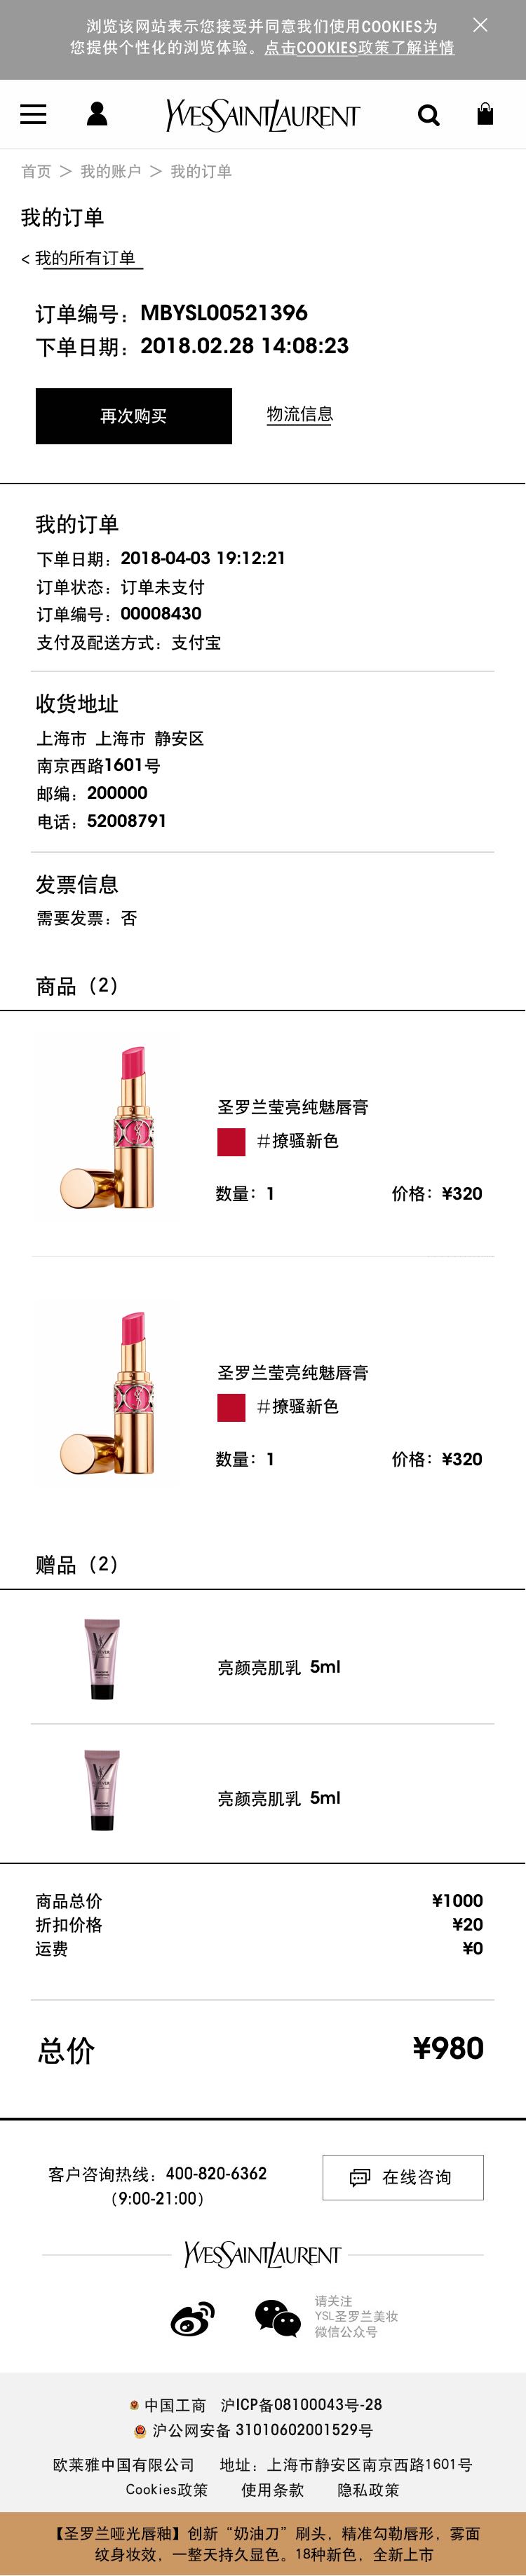 浏览该网站表示您接受并同意我们使用COOKIES为
您提供个性化的浏览体验。点击COOKIES政策了解详情
YVESSAINTLAURENT
首页 > 我的账户 > 我的订单
我的订单
< 我的所有订单
订单编号：MBYSL00521396
下单日期：2018.02.28 14:08:23
再次购买 物流信息
我的订单
下单日期：2018-04-03 19:12:21
订单状态：订单未支付
订单编号：00008430
支付及配送方式：支付宝
收货地址
上海市 上海市 静安区
南京西路1601号
邮编：200000
电话：52008791
发票信息
需要发票：否
商品（2）
圣罗兰莹亮纯魅唇膏
#撩骚新色
数量：1 价格：¥320
圣罗兰莹亮纯魅唇膏
#撩骚新色
数量：1 价格：¥320
赠品（2）
亮颜亮肌乳 5ml
亮颜亮肌乳 5ml
商品总价 ¥1000
折扣价格 ¥20
运费 ¥0
总价 ¥980
客户咨询热线：400-820-6362
（9:00-21:00）
在线咨询
YVESSAINTLAURENT
请关注
YSL圣罗兰美妆
微信公众号
中国工商 沪ICP备08100043号-28
沪公网安备 31010602001529号
欧莱雅中国有限公司 地址：上海市静安区南京西路1601号
Cookies政策 使用条款 隐私政策
【圣罗兰哑光唇釉】创新“奶油刀”刷头，精准勾勒唇形，雾面
纹身妆效，一整天持久显色。18种新色，全新上市